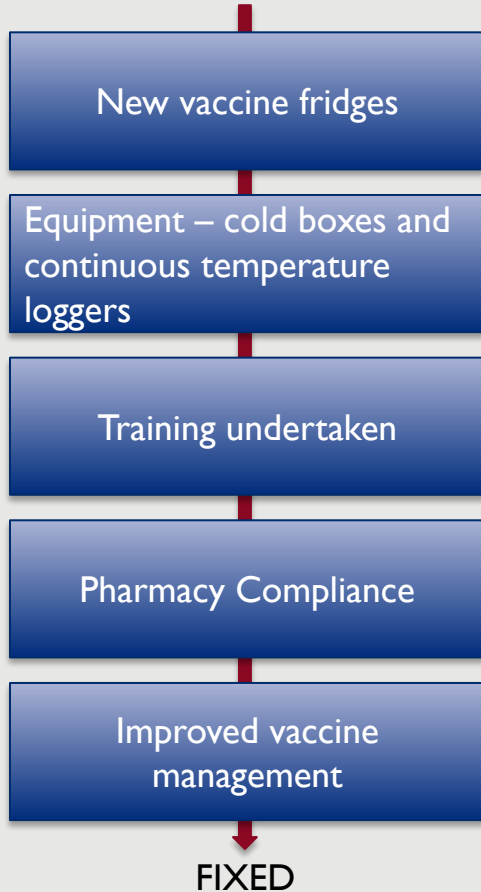 New vaccine fridges
Equipment – cold boxes and
continuous temperature
loggers
Training undertaken
Pharmacy Compliance
Improved vaccine
management
FIXED